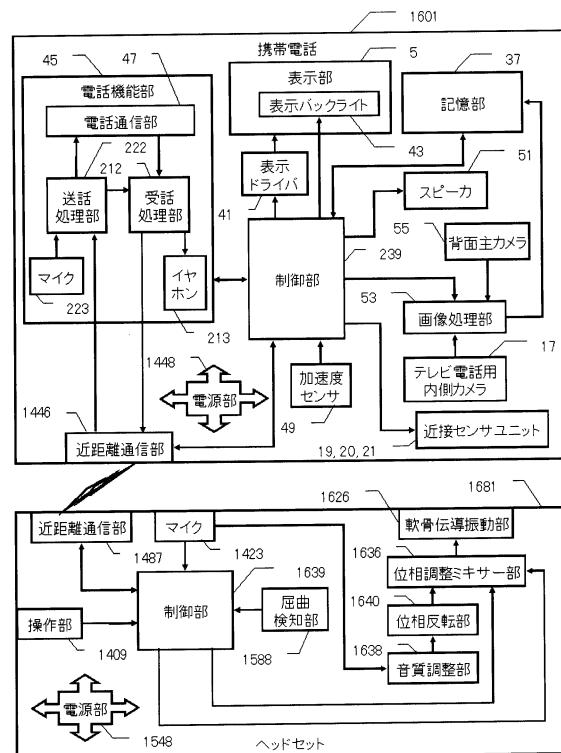 1601
携帯電話
45
47
5
37
電話機能部
表示部
電話通信部
表示バックライト
記憶部
222
212
43
51
送話
処理部
受話
処理部
表示
ドライバ
スピーカ
41
55
239
背面主カメラ
マイク
イヤ
ホン
制御部
53
223
213
画像処理部
1448
17
電源部
加速度
センサ
テレビ電話用
内側カメラ
1446
49
近距離通信部
近接センサユニット
19, 20, 21
1626
1681
近距離通信部
マイク
軟骨伝導振動部
1487
1423
1636
1639
位相調整ミキサー部
制御部
屈曲
検知部
1640
操作部
位相反転部
1409
1588
1638
音質調整部
電源部
1548
ヘッドセット